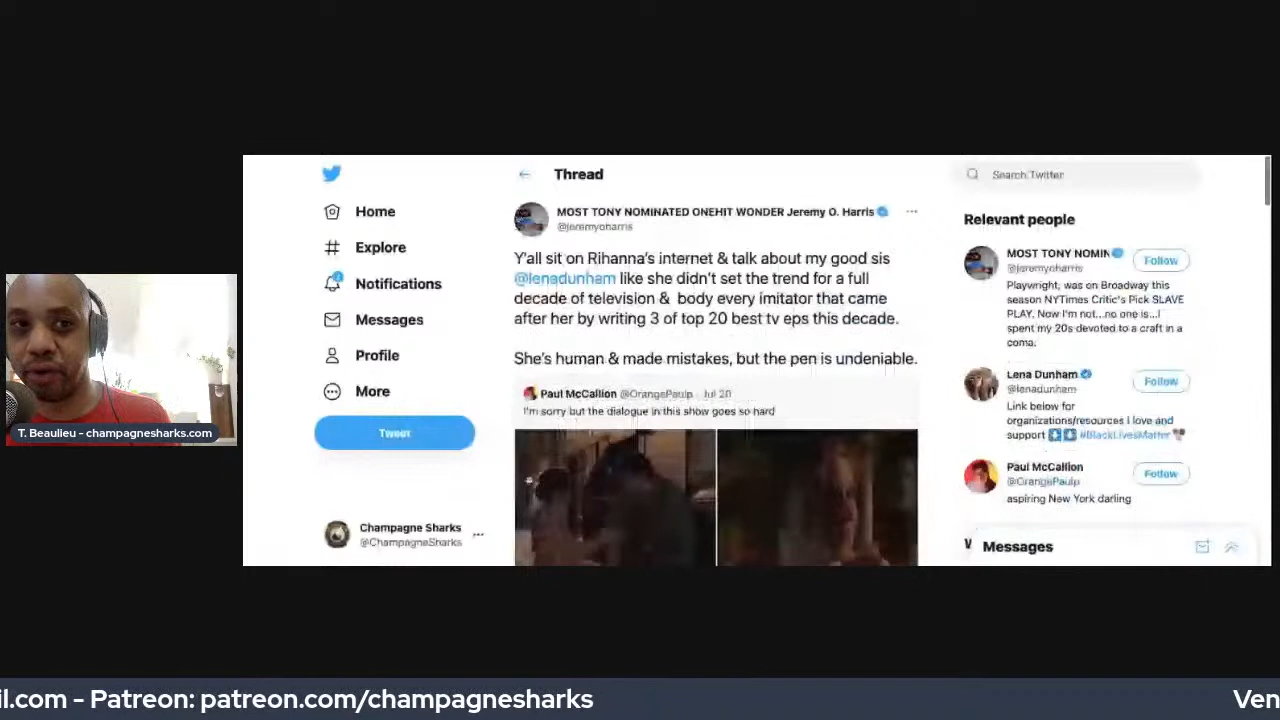 Home
Explore
Notifications
Messages
Profile
More
Tweet
Champagne Sharks
@ChampagneSharks
Thread
MOST TONY NOMINATED ONEHIT WONDER Jeremy O. Harris
@jeremyoharris
Y'all sit on Rihanna's internet & talk about my good sis
@lenadunham like she didn't set the trend for a full
decade of television & body every imitator that came
after her by writing 3 of top 20 best tv eps this decade.
She's human & made mistakes, but the pen is undeniable.
Paul McCallion @OrangePaulp · Jul 20
I'm sorry but the dialogue in this show goes so hard
Search Twitter
Relevant people
MOST TONY NOMIN
@jeremyoharris
Follow
Playwright, was on Broadway this
season NYTimes Critic's Pick SLAVE
PLAY. Now I'm not...no one is...I
spent my 20s devoted to a craft in a
coma.
Lena Dunham
@lenadunham
Follow
Link below for
organizations/resources I love and
support #BlackLivesMatter
Paul McCallion
@OrangePaulp
Follow
aspiring New York darling
Messages
T. Beaulieu - champagnesharks.com
il.com - Patreon: patreon.com/champagnesharks
Ven